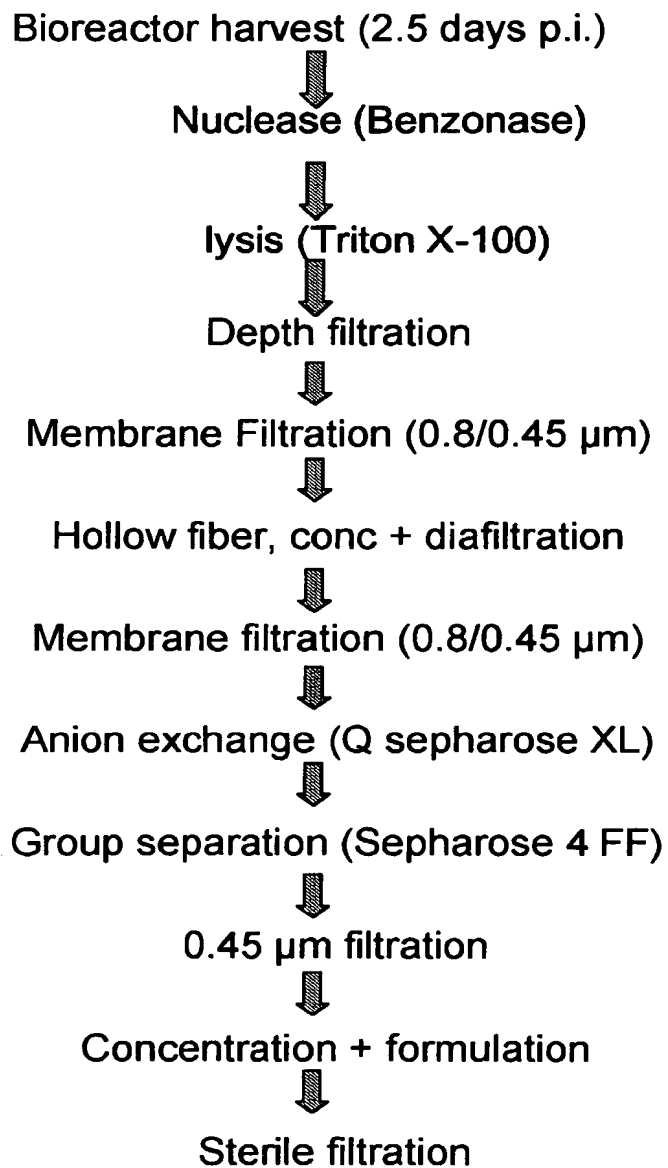 Bioreactor harvest (2.5 days p.i.)
Nuclease (Benzonase)
lysis (Triton X-100)
Depth filtration
Membrane Filtration (0.8/0.45 µm)
Hollow fiber, conc + diafiltration
Membrane filtration (0.8/0.45 µm)
Anion exchange (Q sepharose XL)
Group separation (Sepharose 4 FF)
0.45 µm filtration
Concentration + formulation
Sterile filtration